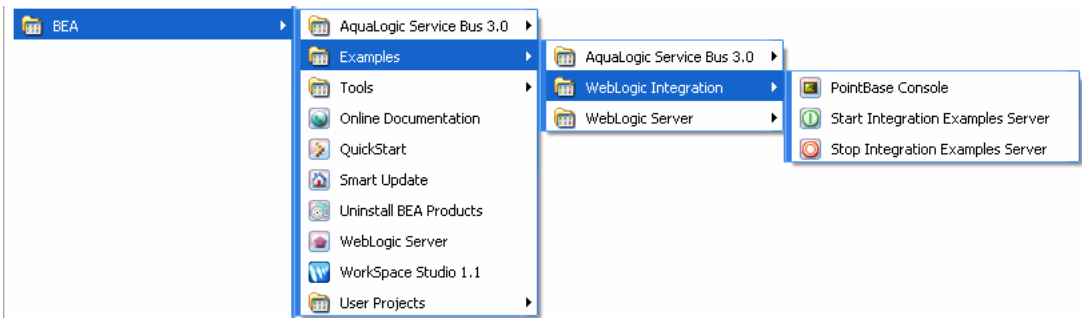 BEA
AquaLogic Service Bus 3.0
Examples
Tools
Online Documentation
QuickStart
Smart Update
Uninstall BEA Products
WebLogic Server
WorkSpace Studio 1.1
User Projects
AquaLogic Service Bus 3.0
WebLogic Integration
WebLogic Server
PointBase Console
Start Integration Examples Server
Stop Integration Examples Server